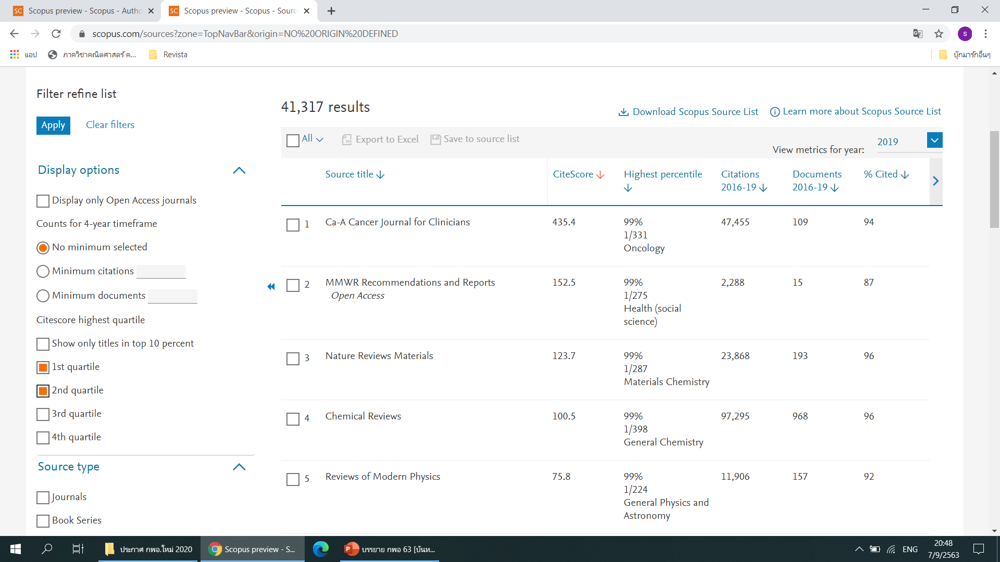 Scopus preview - Scopus - Autho
Scopus preview - Scopus - Sourc
scopus.com/sources?zone=TopNavBar&origin=NO%20ORIGIN%20DEFINED
S
แอป
ภาควิชาคณิตศาสตร์ ค...
Revista
บุ๊กมาร์กอื่นๆ
Filter refine list
Apply
Clear filters
Display options
Display only Open Access journals
Counts for 4-year timeframe
No minimum selected
Minimum citations
Minimum documents
Citescore highest quartile
Show only titles in top 10 percent
1st quartile
2nd quartile
3rd quartile
4th quartile
Source type
Journals
Book Series
41,317 results
Download Scopus Source List
Learn more about Scopus Source List
All
Export to Excel
Save to source list
View metrics for year:
2019
Source title
CiteScore
Highest percentile
Citations 2016-19
Documents 2016-19
% Cited
1 Ca-A Cancer Journal for Clinicians 435.4 99% 47,455 109 94
1/331
Oncology
2 MMWR Recommendations and Reports 152.5 99% 2,288 15 87
Open Access 1/275
Health (social
science)
3 Nature Reviews Materials 123.7 99% 23,868 193 96
1/287
Materials Chemistry
4 Chemical Reviews 100.5 99% 97,295 968 96
1/398
General Chemistry
5 Reviews of Modern Physics 75.8 99% 11,906 157 92
1/224
General Physics and
Astronomy
ประกาศ กพอ.ใหม่ 2020
Scopus preview - S...
บรรยาย กพอ 63 [บันท...
ENG
20:48
7/9/2563